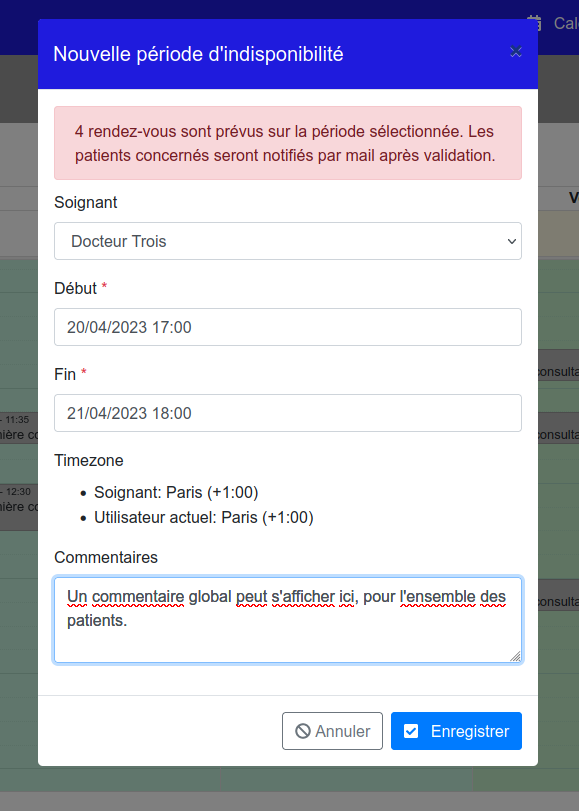 Cal
Nouvelle période d'indisponibilité
×
4 rendez-vous sont prévus sur la période sélectionnée. Les
patients concernés seront notifiés par mail après validation.
Soignant
V
Docteur Trois
Début *
20/04/2023 17:00
Fin *
21/04/2023 18:00
consulta
- 11:35
nière co
consulta
Timezone
• Soignant: Paris (+1:00)
- 12:30
nière co
• Utilisateur actuel: Paris (+1:00)
Commentaires
Un commentaire global peut s'afficher ici, pour l'ensemble des
patients.
consulta
Annuler
Enregistrer